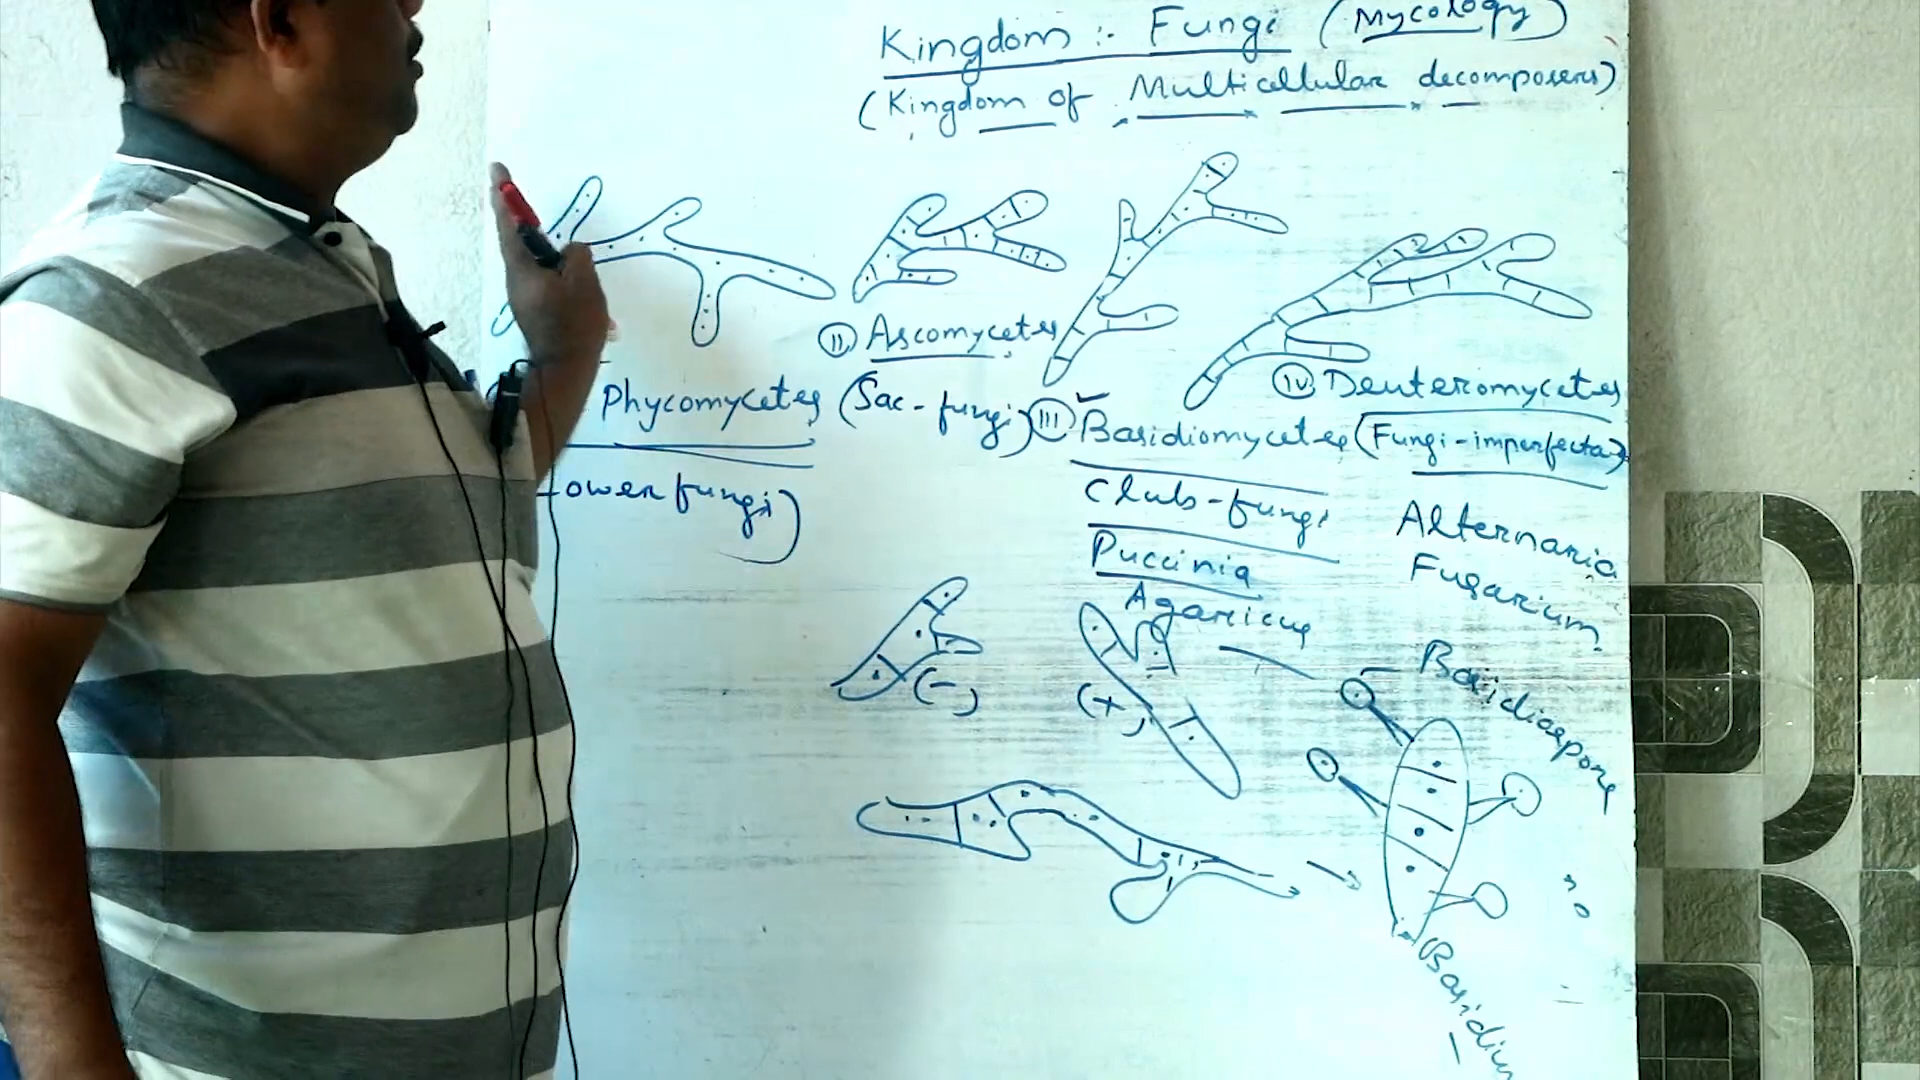 Kingdom :- Fungi (Mycology)
(Kingdom of Multicellular decomposers)
Phycomycetes
ower fungi)
(II) Ascomycetes
(Sac-fungi)
(III) Basidiomycetes
Club-fungi
Puccinia
Agaricus
(IV) Deuteromycetes
(Fungi-imperfecta)
Alternaria
Fusarium
(-)
(+)
Basidiospore
Basidium